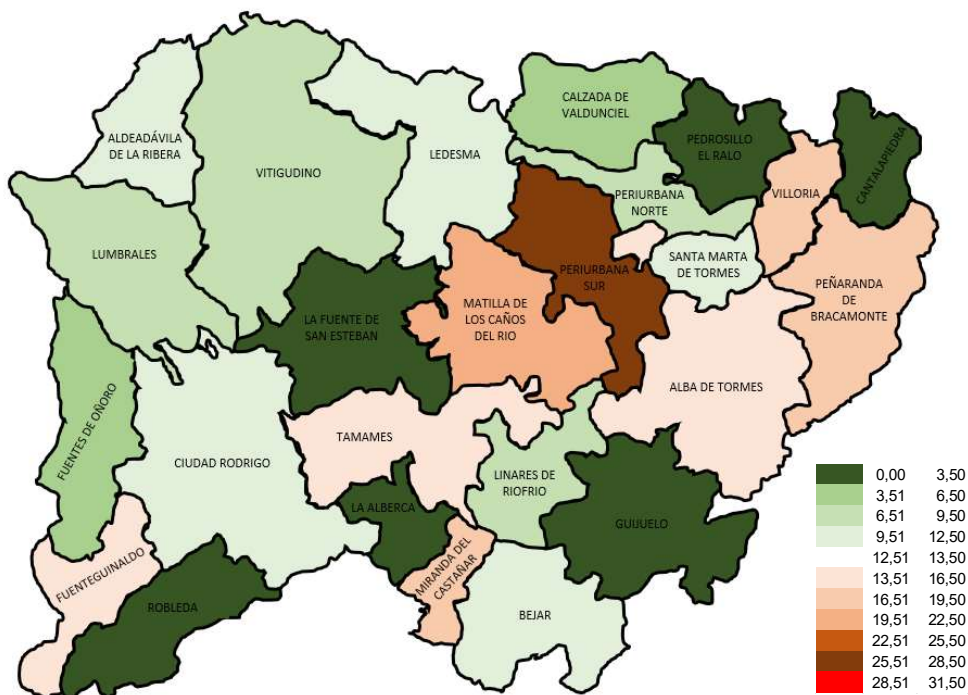 CALZADA DE
VALDUNCIEL
ALDEADÁVILA
DE LA RIBERA
LEDESMA
PEDROSILLO
EL RALO
CANTALAPIEDRA
VITIGUDINO
PERIURBANA
NORTE
VILLORIA
LUMBRALES
SANTA MARTA
DE TORMES
PERIURBANA
SUR
PEÑARANDA
DE
BRACAMONTE
LA FUENTE DE
SAN ESTEBAN
MATILLA DE
LOS CAÑOS
DEL RIO
ALBA DE TORMES
FUENTES DE OÑORO
TAMAMES
CIUDAD RODRIGO
LINARES DE
RIOFRIO
LA ALBERCA
GUIJUELO
FUENTEGUINALDO
MIRANDA DEL
CASTAÑAR
ROBLEDA
BEJAR
0,00 3,50
3,51 6,50
6,51 9,50
9,51 12,50
12,51 13,50
13,51 16,50
16,51 19,50
19,51 22,50
22,51 25,50
25,51 28,50
28,51 31,50